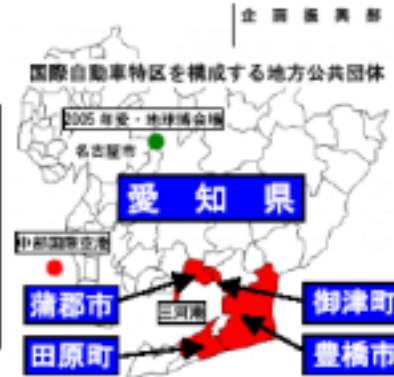 企画振興部
国際自動車特区を構成する地方公共団体
2005年愛・地球博会場
名古屋市
愛知県
中部国際空港
蒲郡市
三河港
御津町
田原町
豊橋市